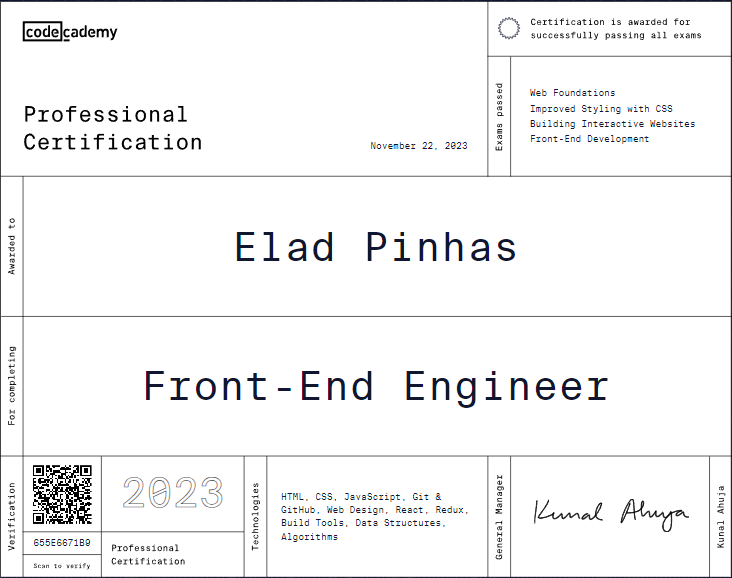 codecademy
Certification is awarded for
successfully passing all exams
Professional
Certification
November 22, 2023
Exams passed
Web Foundations
Improved Styling with CSS
Building Interactive Websites
Front-End Development
Awarded to
Elad Pinhas
For completing
Front-End Engineer
Verification
655E6671B9
Scan to verify
2023
Professional
Certification
Technologies
HTML, CSS, JavaScript, Git &
GitHub, Web Design, React, Redux,
Build Tools, Data Structures,
Algorithms
General Manager
Kunal Ahuja
Kunal Ahuja